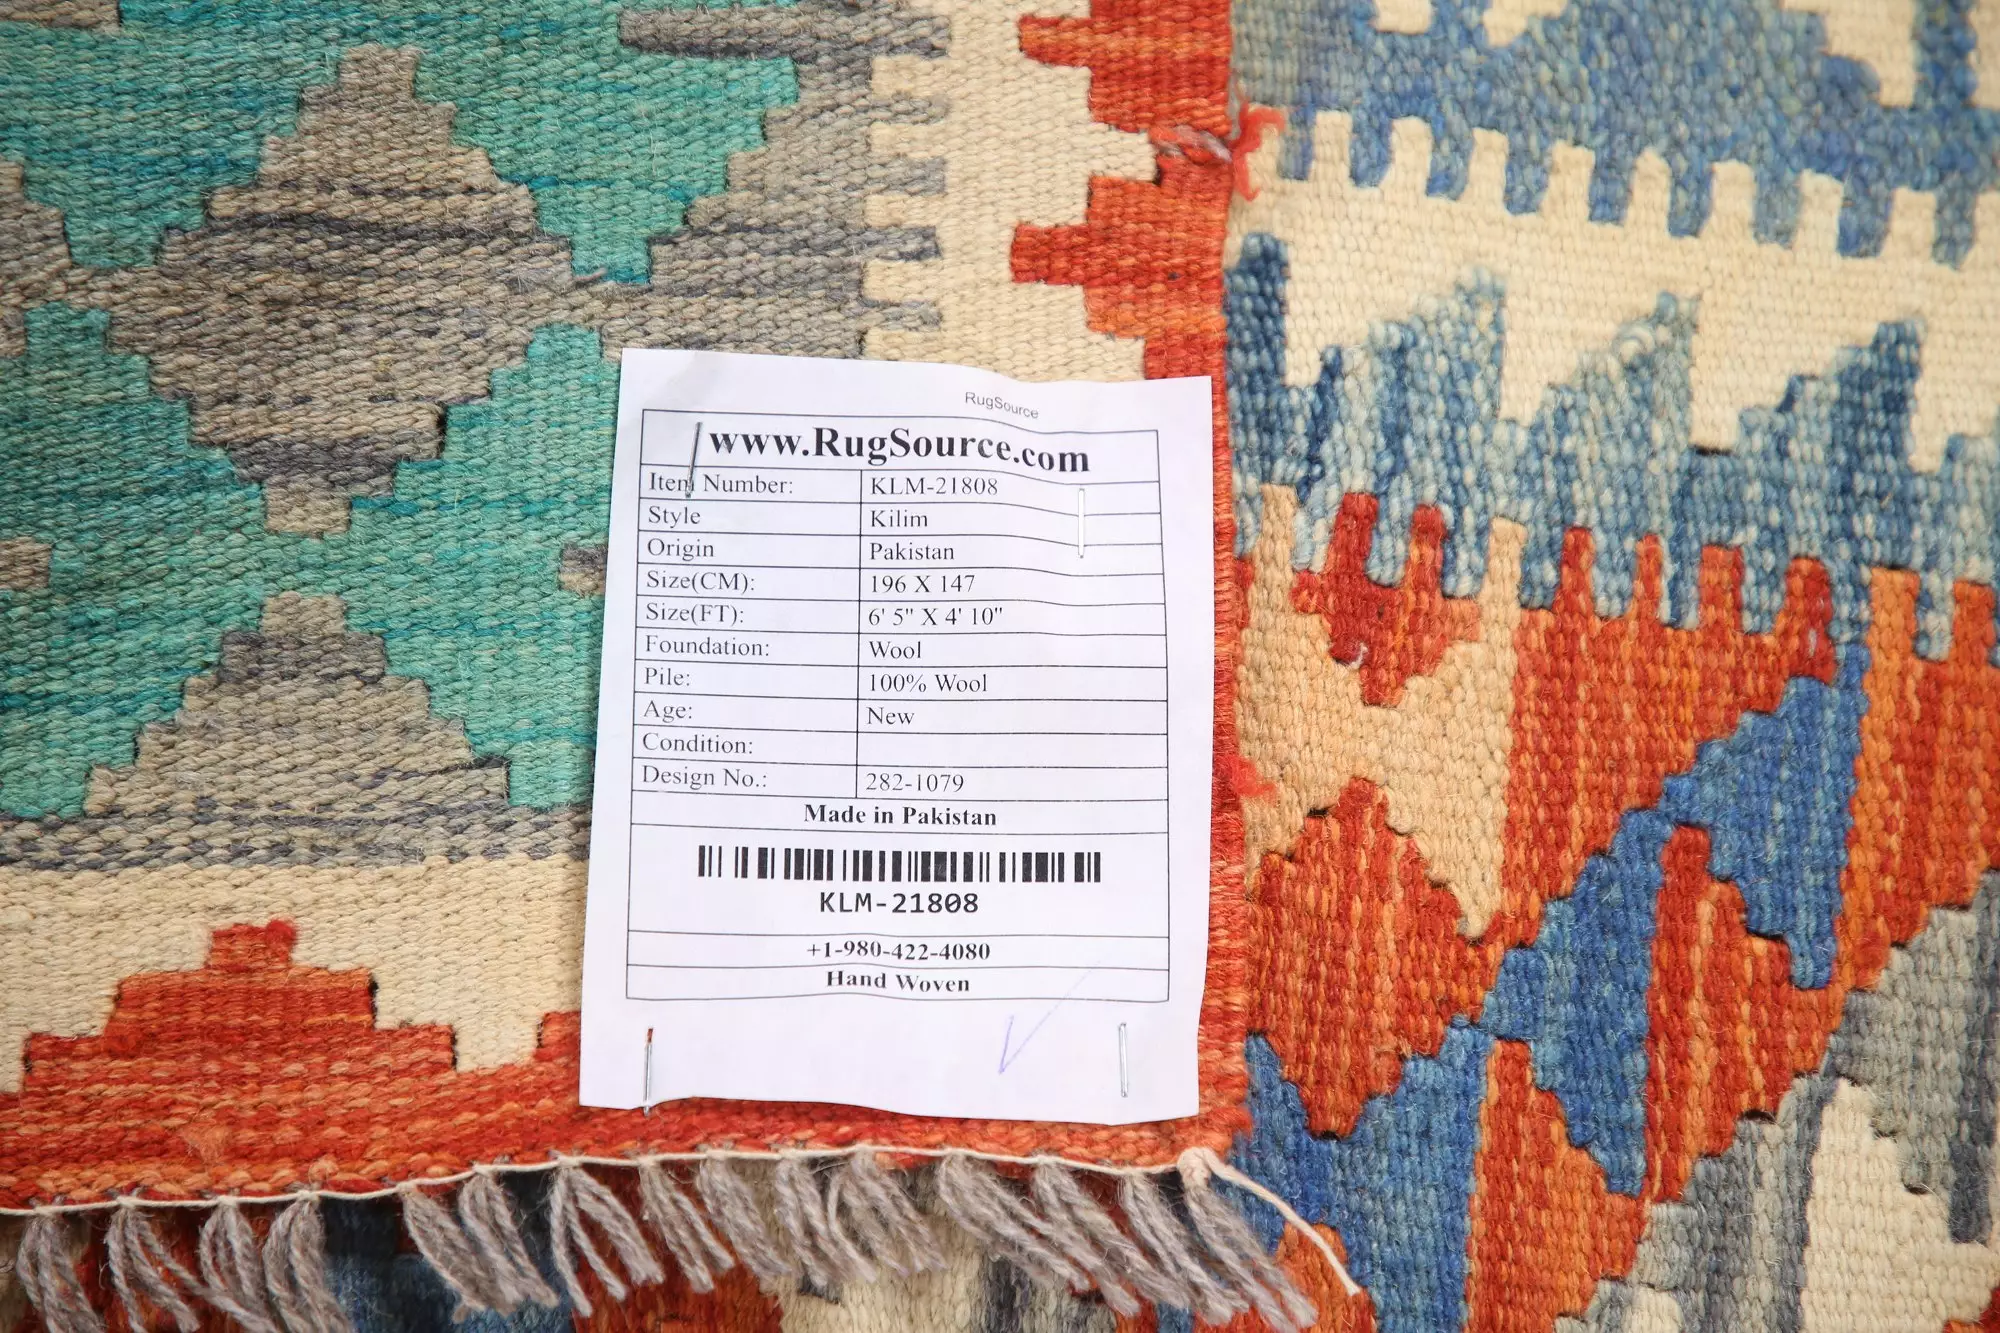 RugSource
www.RugSource.com
Item Number: KLM-21808
Style Kilim
Origin Pakistan
Size(CM): 196 X 147
Size(FT): 6' 5" X 4' 10"
Foundation: Wool
Pile: 100% Wool
Age: New
Condition:
Design No.: 282-1079
Made in Pakistan
KLM-21808
+1-980-422-4080
Hand Woven